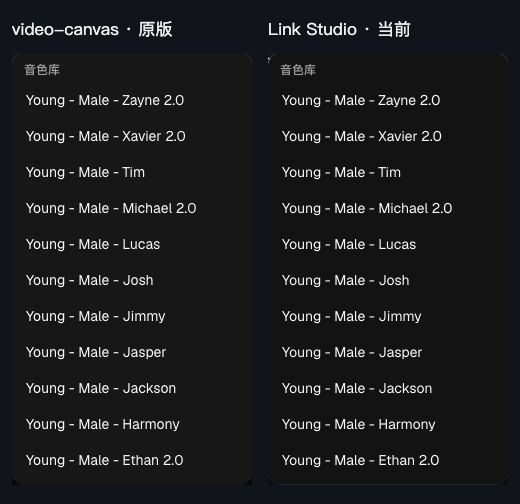 video-canvas · 原版
音色库
Young - Male - Zayne 2.0
Young - Male - Xavier 2.0
Young - Male - Tim
Young - Male - Michael 2.0
Young - Male - Lucas
Young - Male - Josh
Young - Male - Jimmy
Young - Male - Jasper
Young - Male - Jackson
Young - Male - Harmony
Young - Male - Ethan 2.0
Link Studio · 当前
音色库
Young - Male - Zayne 2.0
Young - Male - Xavier 2.0
Young - Male - Tim
Young - Male - Michael 2.0
Young - Male - Lucas
Young - Male - Josh
Young - Male - Jimmy
Young - Male - Jasper
Young - Male - Jackson
Young - Male - Harmony
Young - Male - Ethan 2.0